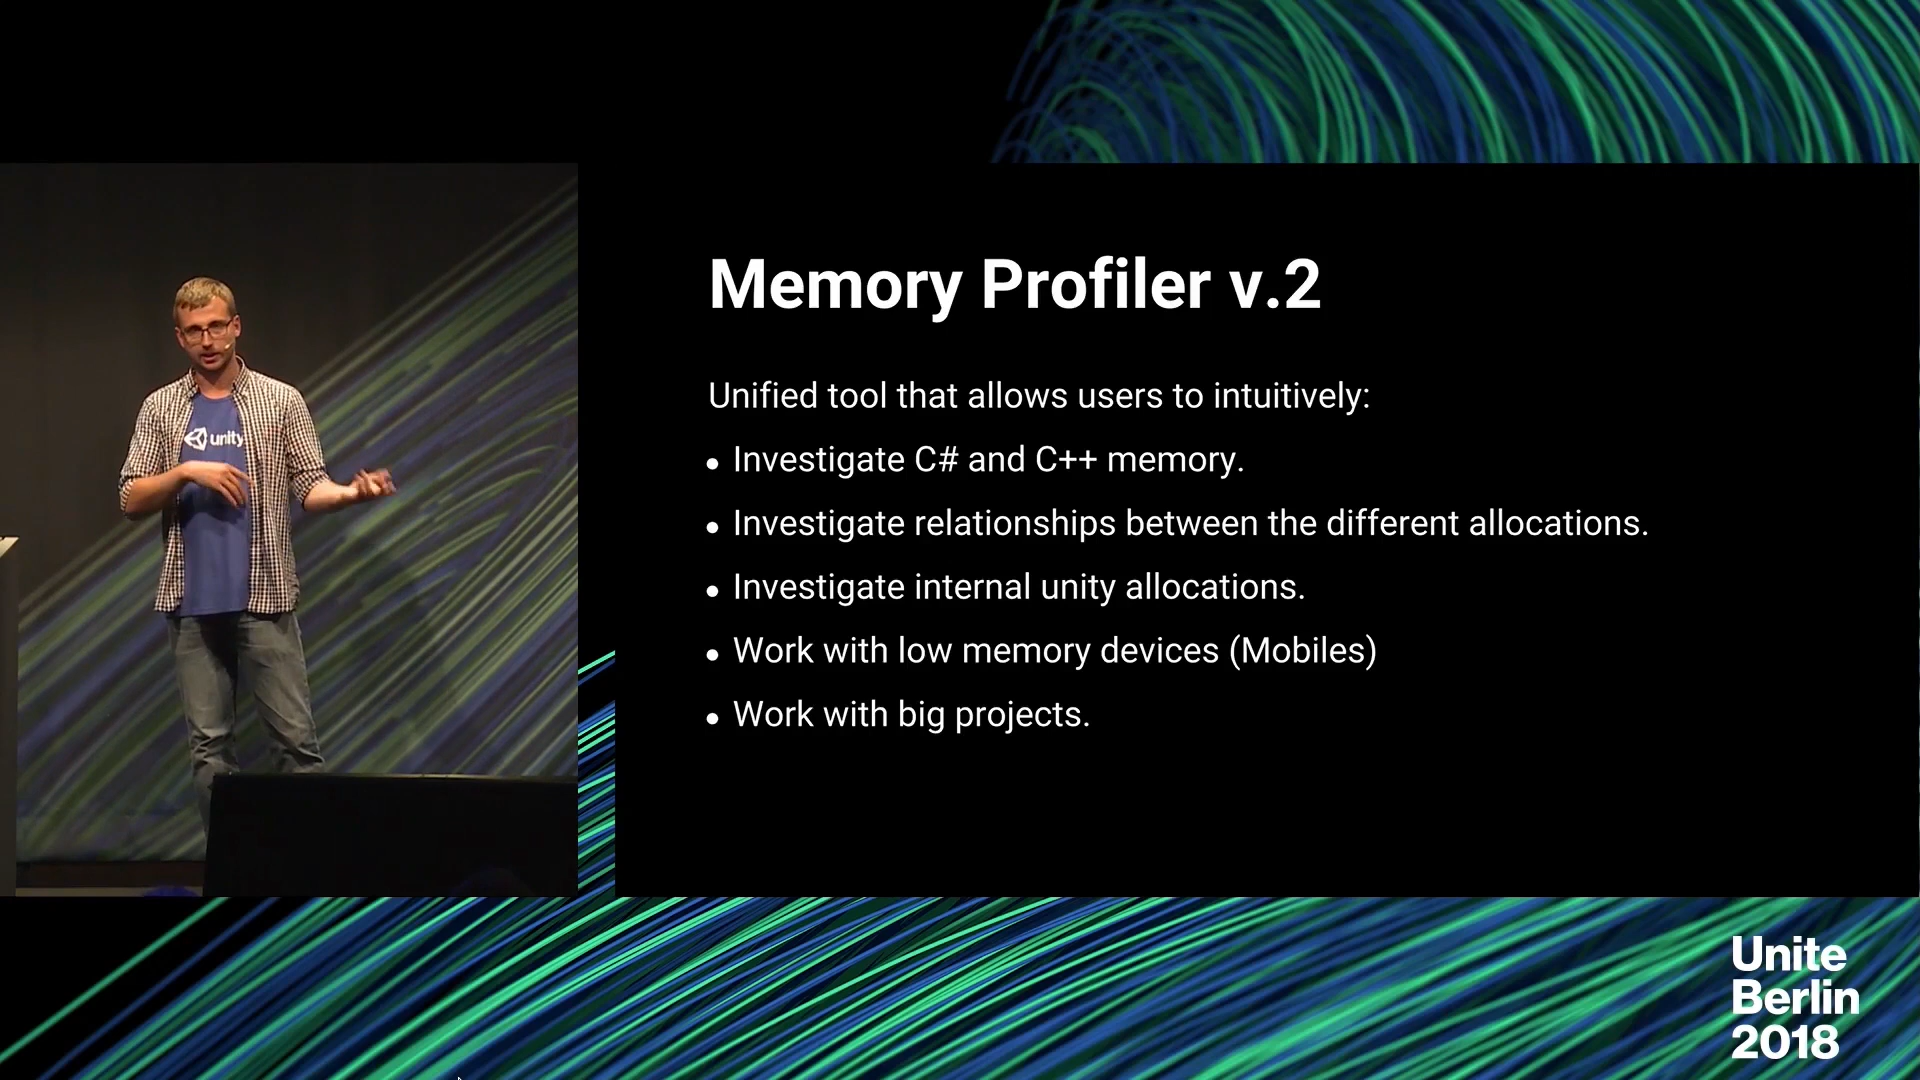 unity
Memory Profiler v.2
Unified tool that allows users to intuitively:
• Investigate C# and C++ memory.
• Investigate relationships between the different allocations.
• Investigate internal unity allocations.
• Work with low memory devices (Mobiles)
• Work with big projects.
Unite
Berlin
2018